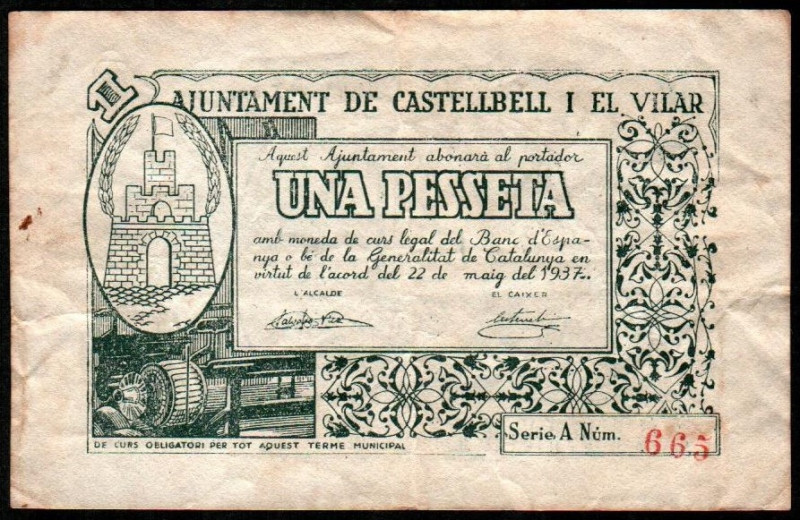 1
AJUNTAMENT DE CASTELLBELL I EL VILAR
Aquest Ajuntament abonarà al portador
UNA PESSETA
amb moneda de curs legal del Banc d'Espa-
nya o bé de la Generalitat de Catalunya en
virtut de l'acord del 22 de maig del 1937.
L'ALCALDE EL CAIXER
DE CURS OBLIGATORI PER TOT AQUEST TERME MUNICIPAL
Serie A Núm. 665